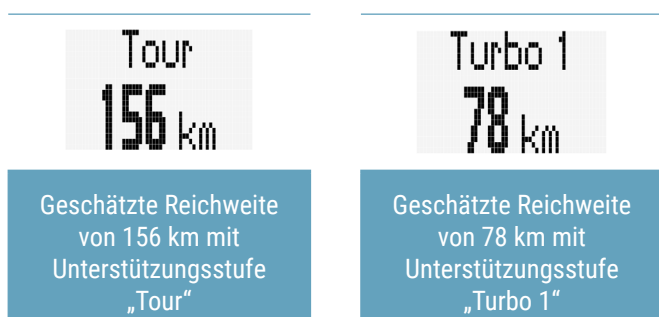 Tour
156 km
Geschätzte Reichweite
von 156 km mit
Unterstützungsstufe
„Tour“
Turbo 1
78 km
Geschätzte Reichweite
von 78 km mit
Unterstützungsstufe
„Turbo 1“